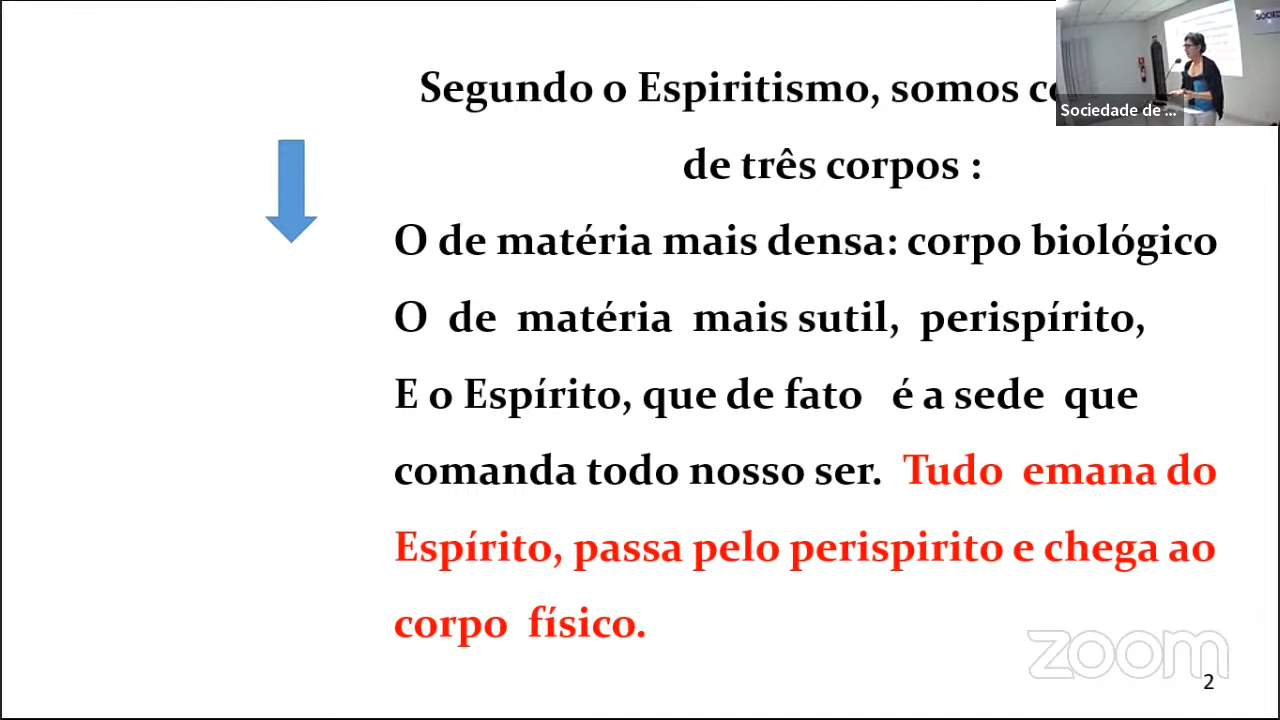 Segundo o Espiritismo, somos
de três corpos :
O de matéria mais densa: corpo biológico
O de matéria mais sutil, perispírito,
E o Espírito, que de fato é a sede que
comanda todo nosso ser. Tudo emana do
Espírito, passa pelo perispirito e chega ao
corpo físico.
Sociedade de ...
zoom
2